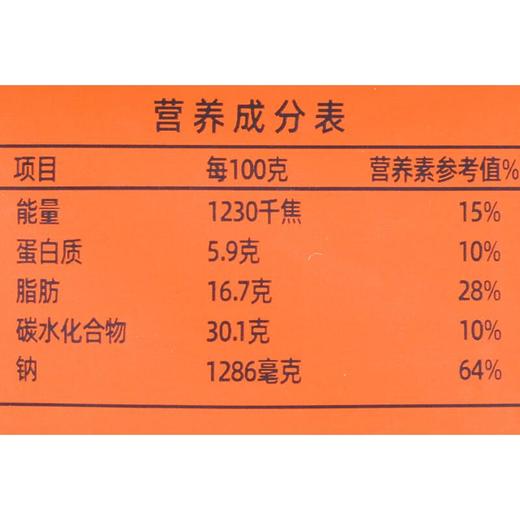 营养成分表
项目 每100克 营养素参考值%
能量 1230千焦 15%
蛋白质 5.9克 10%
脂肪 16.7克 28%
碳水化合物 30.1克 10%
钠 1286毫克 64%